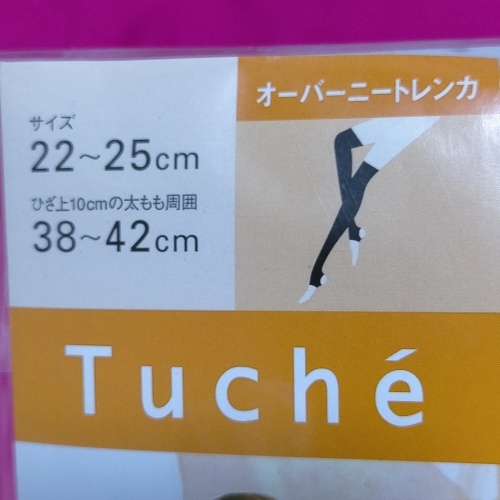 サイズ
22～25cm
ひざ上10cmの太もも周囲
38～42cm
オーバーニートレンカ
Tuché